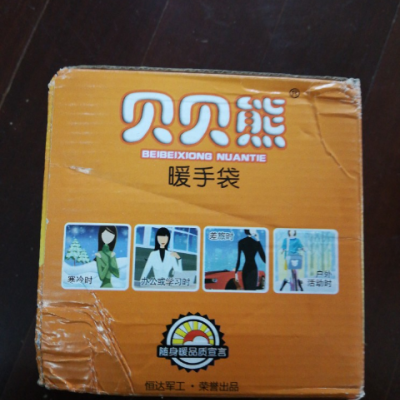 贝贝熊
BEIBEIXIONG NUANTIE
暖手袋
寒冷时
办公或学习时
差旅时
户外
活动时
随身暖品质宣言
恒达军工·荣誉出品